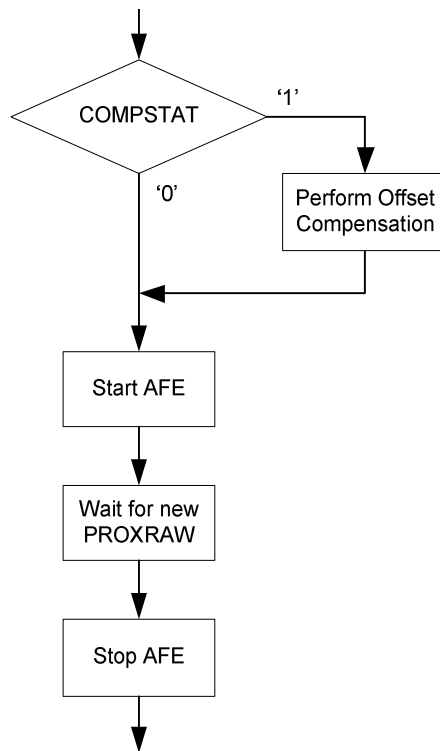 COMPSTAT
‘1’
‘0’
Perform Offset
Compensation
Start AFE
Wait for new
PROXRAW
Stop AFE